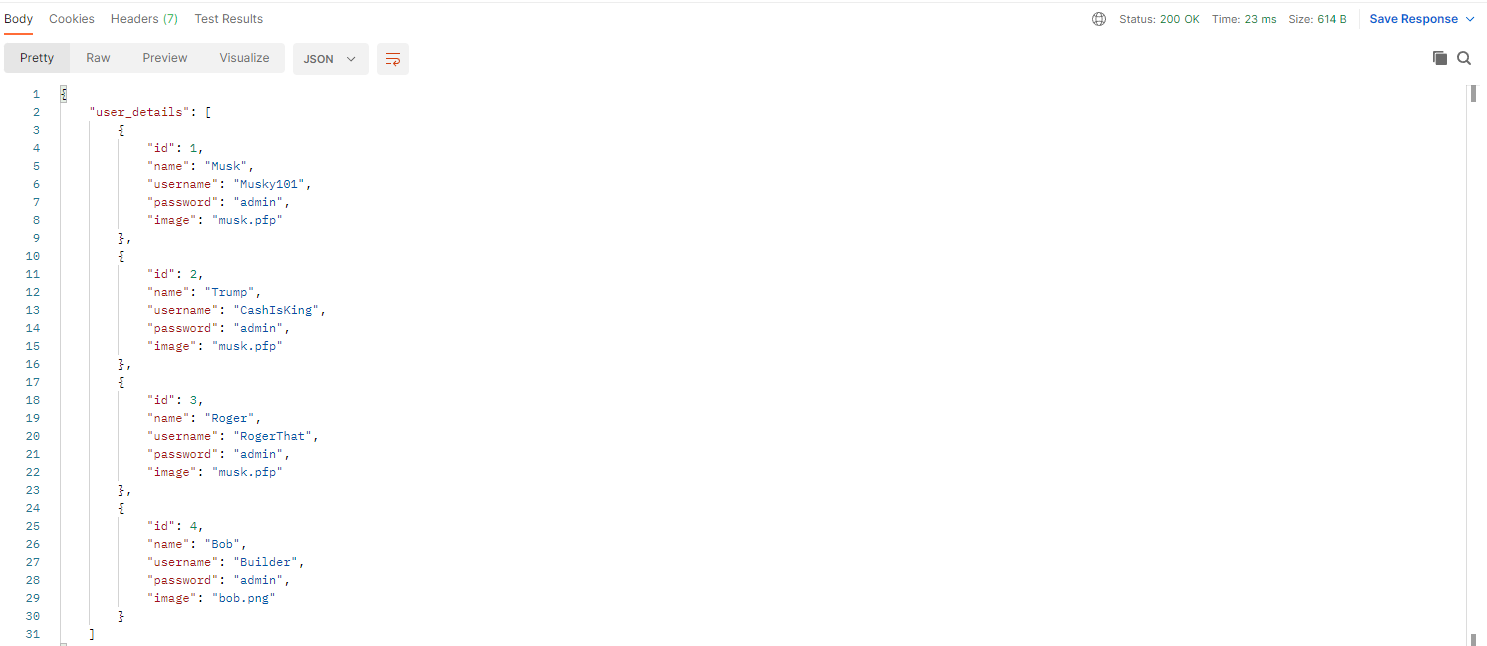 Body Cookies Headers (7) Test Results Status: 200 OK Time: 23 ms Size: 614 B Save Response
Pretty Raw Preview Visualize JSON
1 {
2 "user_details": [
3 {
4 "id": 1,
5 "name": "Musk",
6 "username": "Musky101",
7 "password": "admin",
8 "image": "musk.pfp"
9 },
10 {
11 "id": 2,
12 "name": "Trump",
13 "username": "CashIsKing",
14 "password": "admin",
15 "image": "musk.pfp"
16 },
17 {
18 "id": 3,
19 "name": "Roger",
20 "username": "RogerThat",
21 "password": "admin",
22 "image": "musk.pfp"
23 },
24 {
25 "id": 4,
26 "name": "Bob",
27 "username": "Builder",
28 "password": "admin",
29 "image": "bob.png"
30 }
31 ]